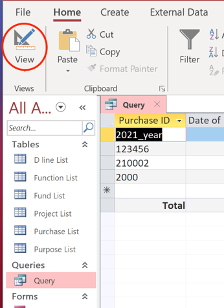 File Home Create External Data
View
Views
Paste
Cut
Copy
Format Painter
Clipboard
Filter
All A...
Search...
Tables
D line List
Function List
Fund List
Project List
Purchase List
Purpose List
Queries
Query
Forms
Query
Purchase ID Date of
2021_year
123456
210002
2000
Total